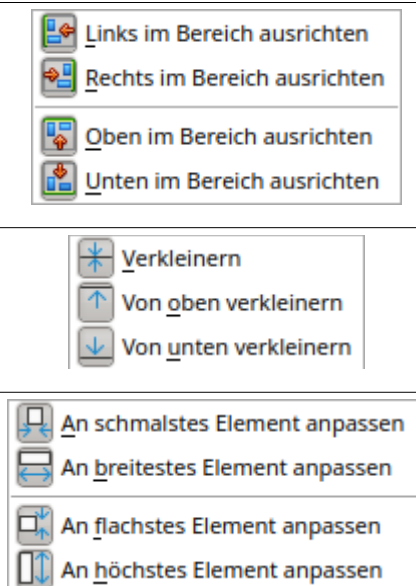 Links im Bereich ausrichten
Rechts im Bereich ausrichten
Oben im Bereich ausrichten
Unten im Bereich ausrichten
Verkleinern
Von oben verkleinern
Von unten verkleinern
An schmalstes Element anpassen
An breitestes Element anpassen
An flachstes Element anpassen
An höchstes Element anpassen